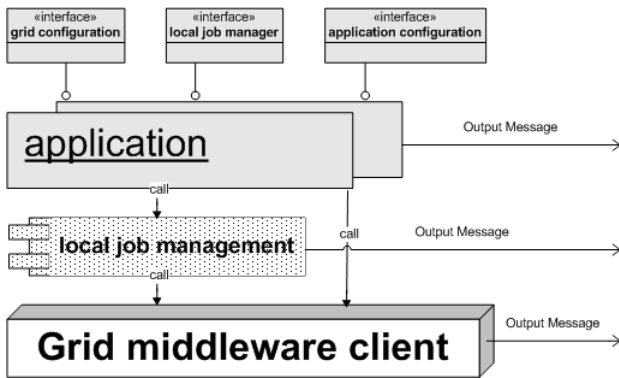 «interface»
grid configuration
«interface»
local job manager
«interface»
application configuration
application
Output Message
call
local job management
call
Output Message
call
Grid middleware client
Output Message